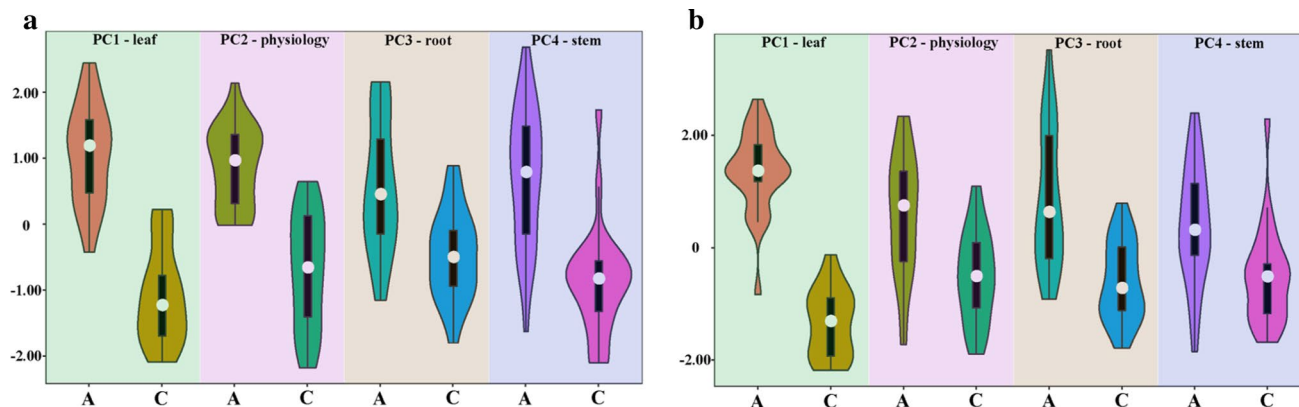 a
PC1 - leaf PC2 - physiology PC3 - root PC4 - stem
2.00
1.00
0
-1.00
-2.00
A C A C A C A C
b
PC1 - leaf PC2 - physiology PC3 - root PC4 - stem
2.00
0
-2.00
A C A C A C A C